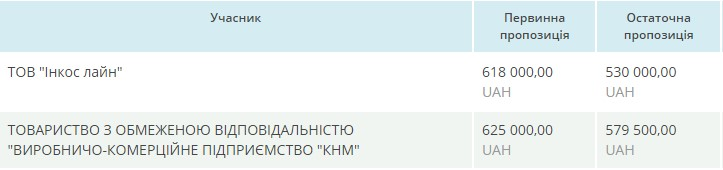 Учасник
Первинна
пропозиція
Остаточна
пропозиція
ТОВ "Інкос лайн"
618 000,00
UAH
530 000,00
UAH
ТОВАРИСТВО З ОБМЕЖЕНОЮ ВІДПОВІДАЛЬНІСТЮ
"ВИРОБНИЧО-КОМЕРЦІЙНЕ ПІДПРИЄМСТВО "КНМ"
625 000,00
UAH
579 500,00
UAH